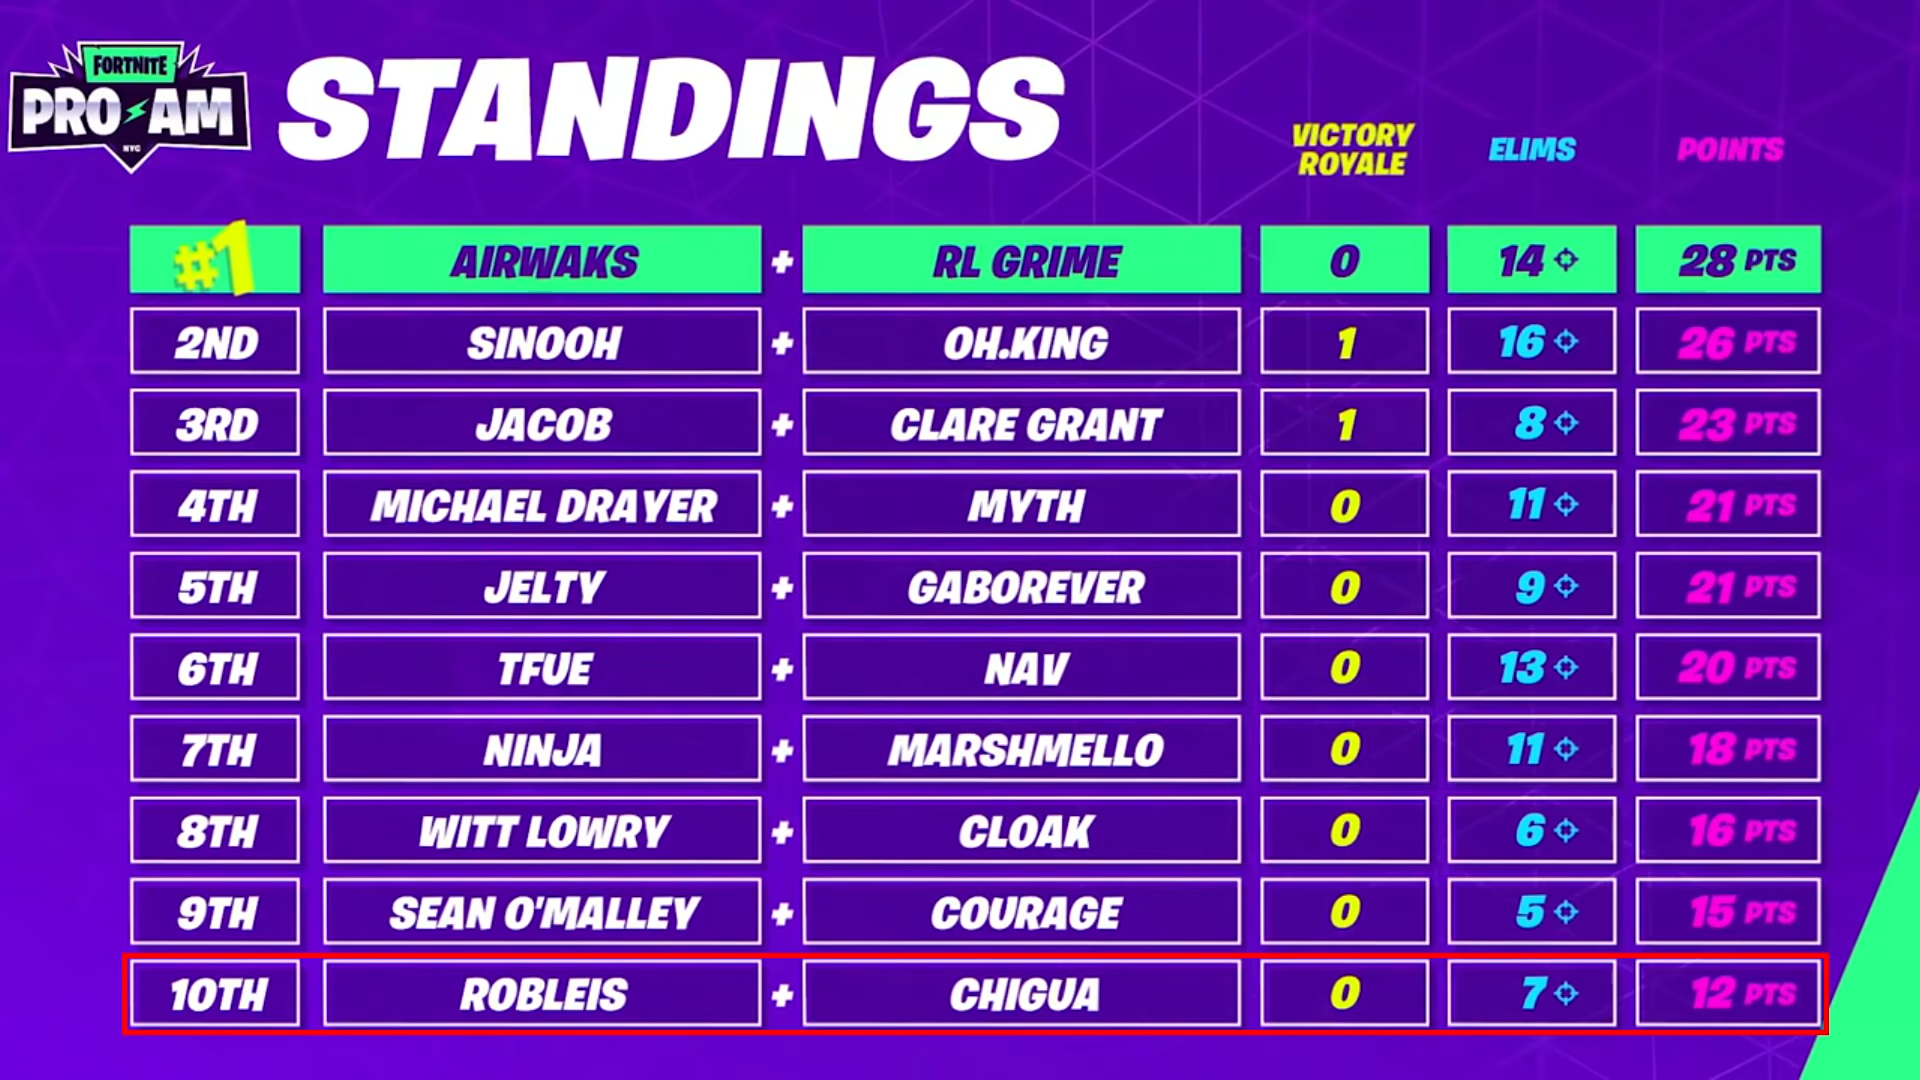 FORTNITE
PRO AM
NYC
STANDINGS
VICTORY ROYALE ELIMS POINTS
#1 AIRWAKS + RL GRIME 0 14 28 PTS
2ND SINOOH + OH.KING 1 16 26 PTS
3RD JACOB + CLARE GRANT 1 8 23 PTS
4TH MICHAEL DRAYER + MYTH 0 11 21 PTS
5TH JELTY + GABOREVER 0 9 21 PTS
6TH TFUE + NAV 0 13 20 PTS
7TH NINJA + MARSHMELLO 0 11 18 PTS
8TH WITT LOWRY + CLOAK 0 6 16 PTS
9TH SEAN O'MALLEY + COURAGE 0 5 15 PTS
10TH ROBLEIS + CHIGUA 0 7 12 PTS